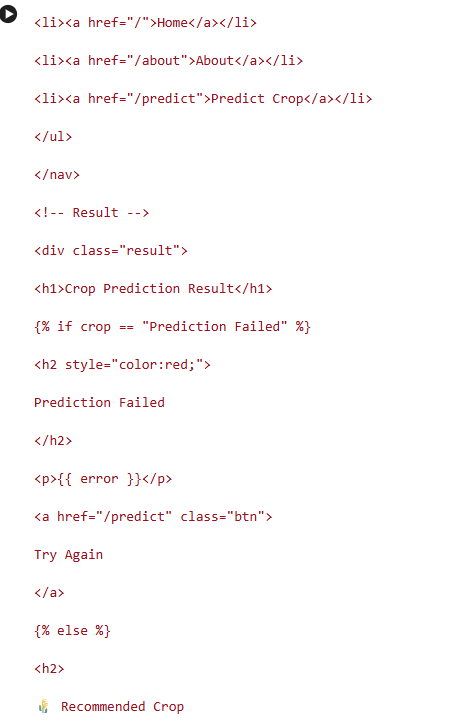 <li><a href="/">Home</a></li>
<li><a href="/about">About</a></li>
<li><a href="/predict">Predict Crop</a></li>
</ul>
</nav>
<!-- Result -->
<div class="result">
<h1>Crop Prediction Result</h1>
{% if crop == "Prediction Failed" %}
<h2 style="color:red;">
Prediction Failed
</h2>
<p>{{ error }}</p>
<a href="/predict" class="btn">
Try Again
</a>
{% else %}
<h2>
🌾 Recommended Crop